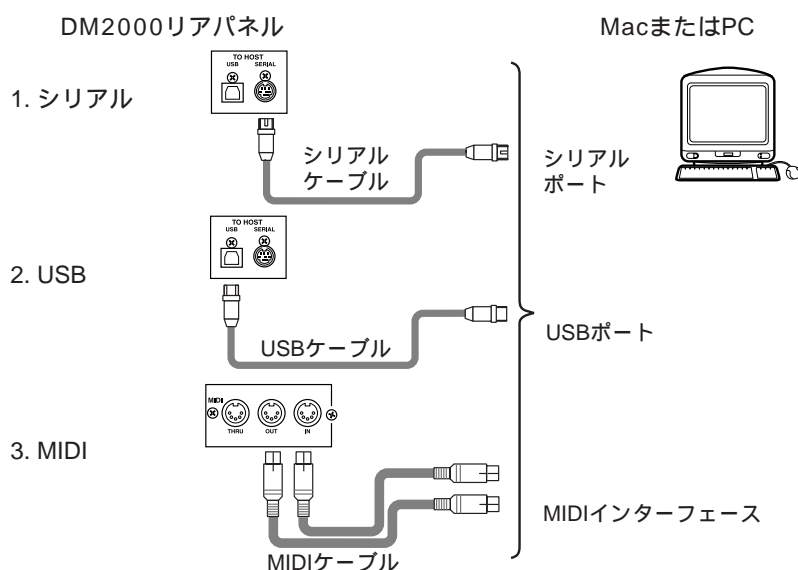 DM2000リアパネル
MacまたはPC
TO HOST
USB SERIAL
1. シリアル
シリアル
ケーブル
シリアル
ポート
TO HOST
USB SERIAL
2. USB
USBケーブル
USBポート
MIDI
THRU OUT IN
3. MIDI
MIDIケーブル
MIDIインターフェース